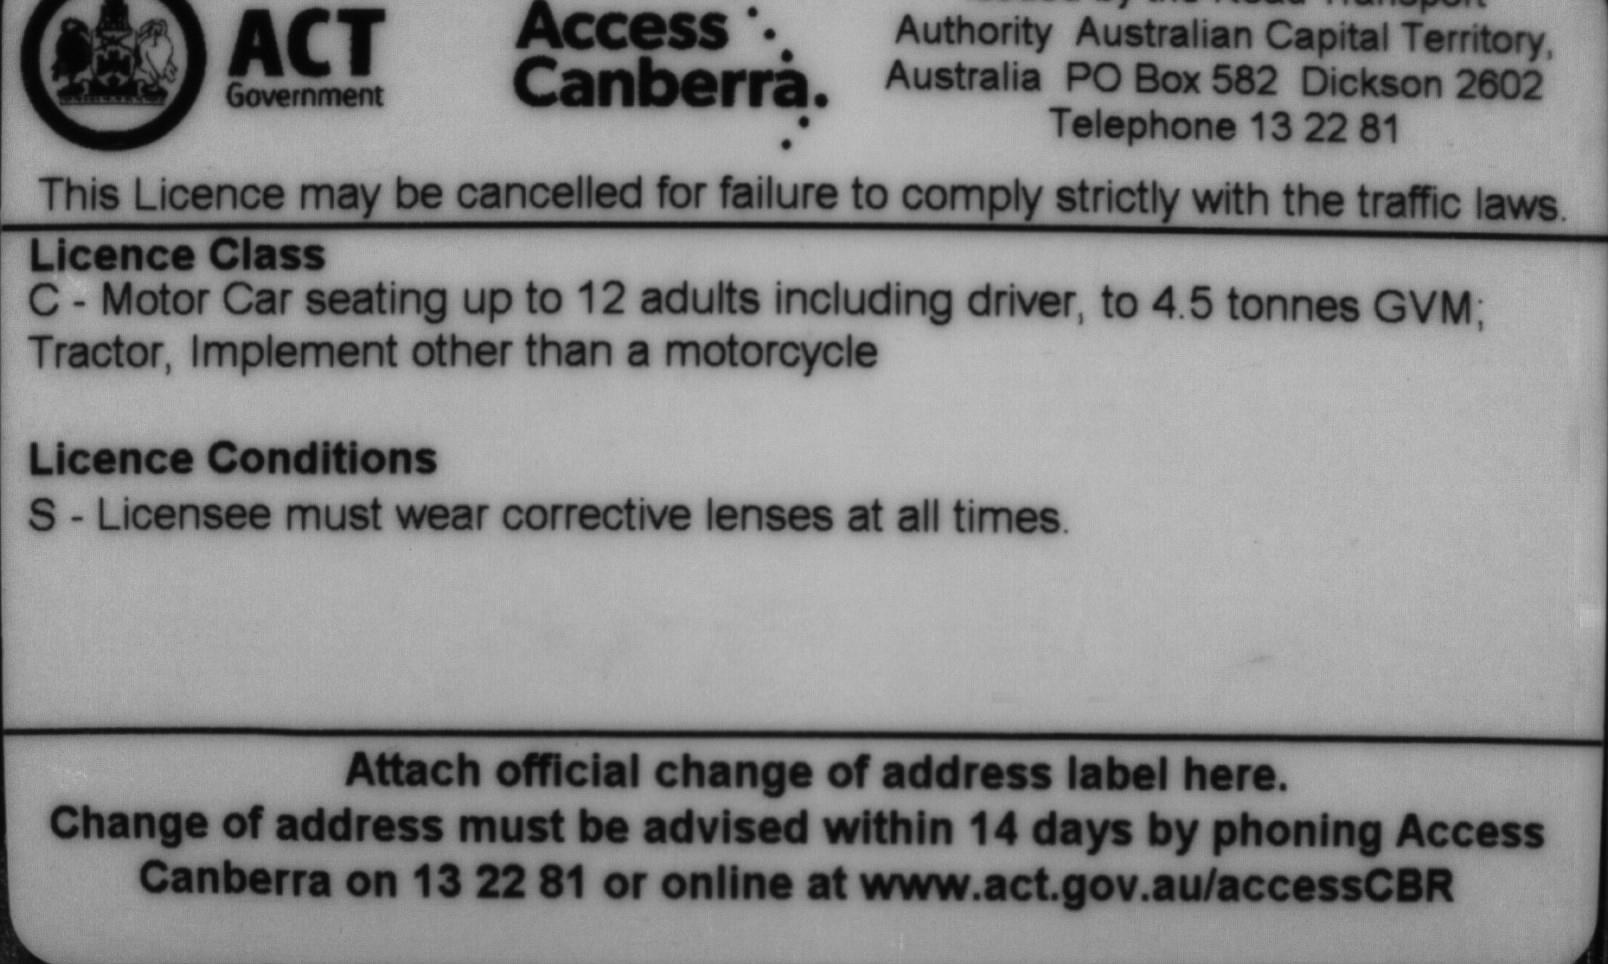 ACT
Government
Access
Canberra.
Issued by the Road Transport
Authority Australian Capital Territory,
Australia PO Box 582 Dickson 2602
Telephone 13 22 81
This Licence may be cancelled for failure to comply strictly with the traffic laws.
Licence Class
C - Motor Car seating up to 12 adults including driver, to 4.5 tonnes GVM;
Tractor, Implement other than a motorcycle
Licence Conditions
S - Licensee must wear corrective lenses at all times.
Attach official change of address label here.
Change of address must be advised within 14 days by phoning Access
Canberra on 13 22 81 or online at www.act.gov.au/accessCBR